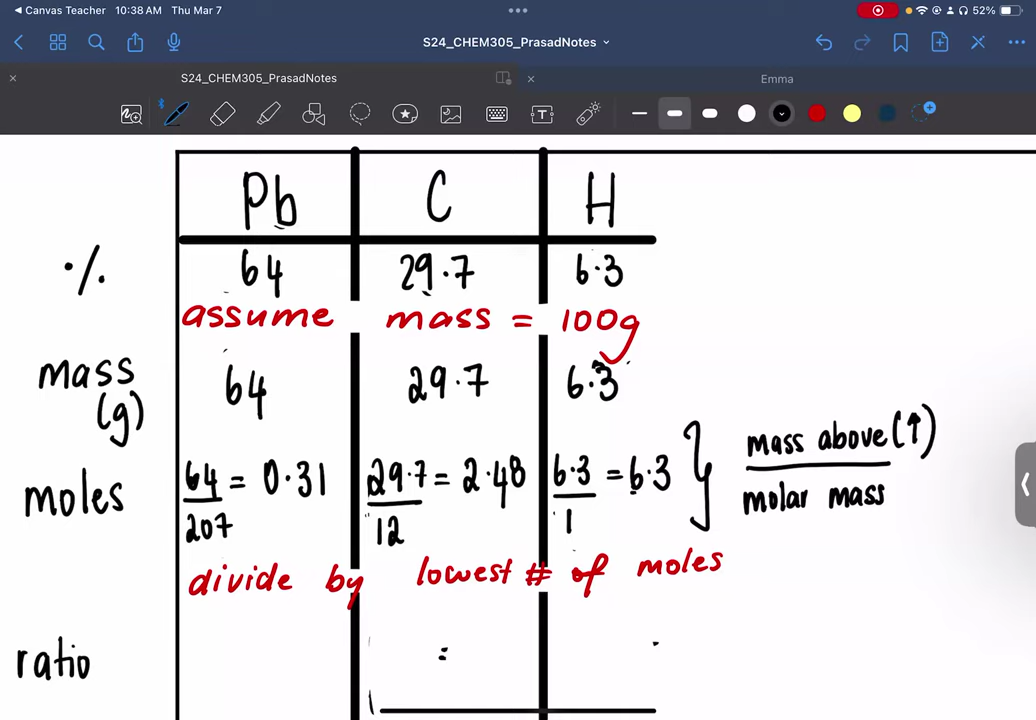 Canvas Teacher 10:38 AM Thu Mar 7 52%
S24_CHEM305_PrasadNotes
S24_CHEM305_PrasadNotes Emma
Pb C H
% 64 29.7 6.3
assume mass = 100g
mass (g) 64 29.7 6.3
moles 64/207 = 0.31 29.7/12 = 2.48 6.3/1 = 6.3 } mass above (↑) / molar mass
divide by lowest # of moles
ratio =